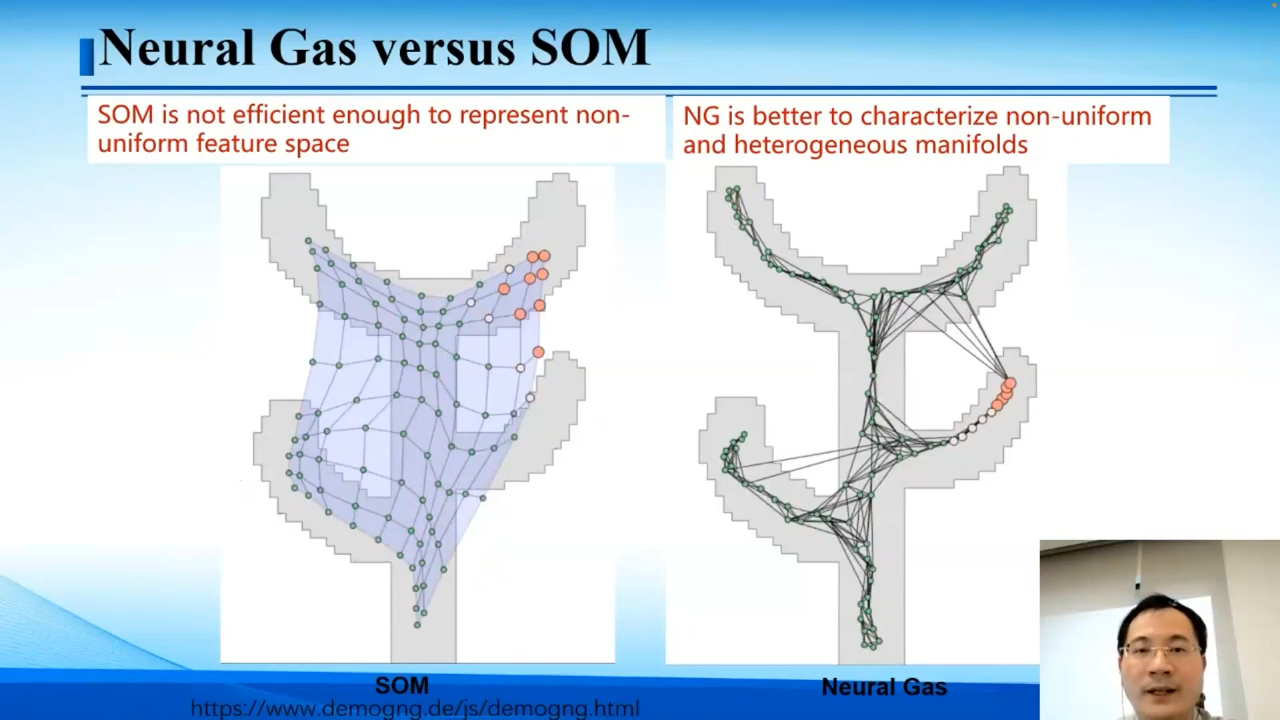 Neural Gas versus SOM
SOM is not efficient enough to represent non-
uniform feature space
NG is better to characterize non-uniform
and heterogeneous manifolds
SOM
Neural Gas
https://www.demogng.de/js/demogng.html